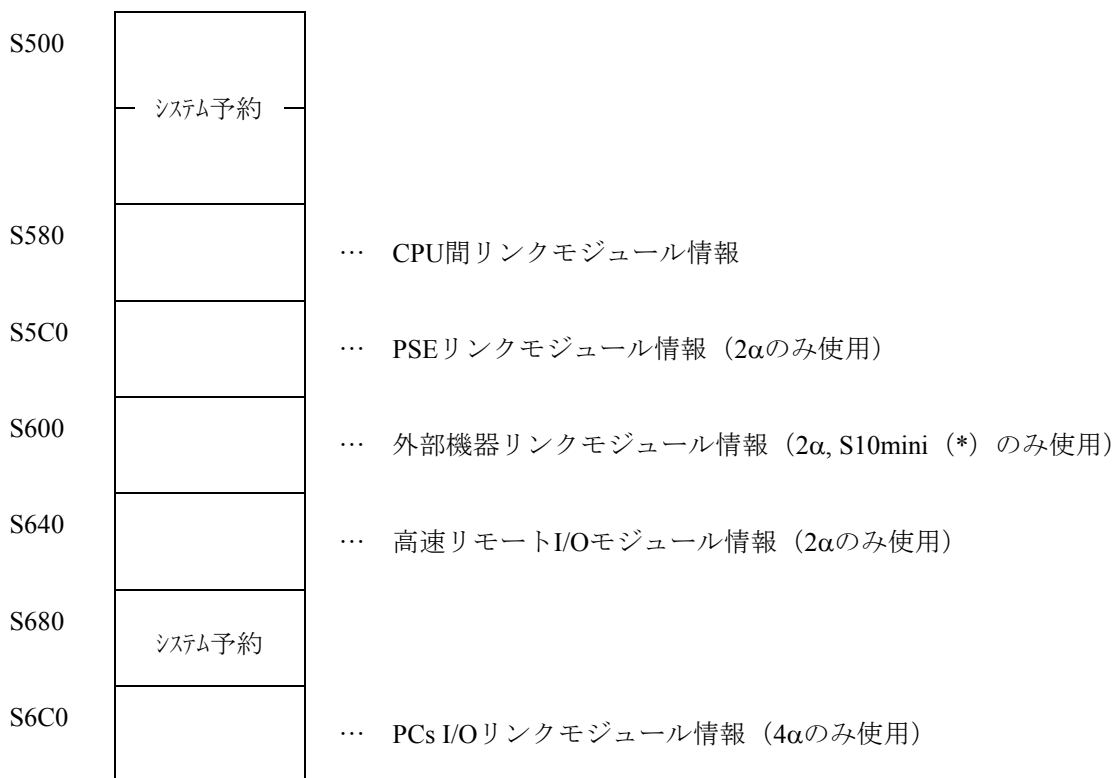 S500
ｼｽﾃﾑ予約
S580
… CPU間リンクモジュール情報
S5C0
… PSEリンクモジュール情報（2αのみ使用）
S600
… 外部機器リンクモジュール情報（2α, S10mini（*）のみ使用）
S640
… 高速リモートI/Oモジュール情報（2αのみ使用）
S680
ｼｽﾃﾑ予約
S6C0
… PCs I/Oリンクモジュール情報（4αのみ使用）